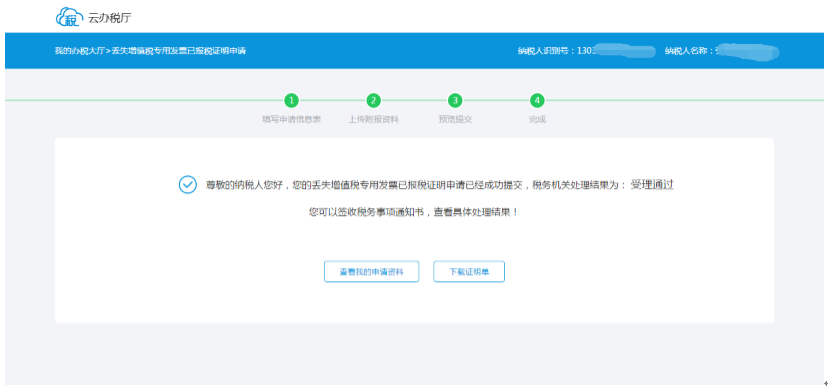 云办税厅
我的办税大厅>丢失增值税专用发票已报税证明申请
纳税人识别号：130
纳税人名称：
1
2
3
4
填写申请信息表
上传附报资料
预览提交
完成
尊敬的纳税人您好，您的丢失增值税专用发票已报税证明申请已经成功提交，税务机关处理结果为： 受理通过
您可以签收税务事项通知书，查看具体处理结果！
查看我的申请资料
下载证明单